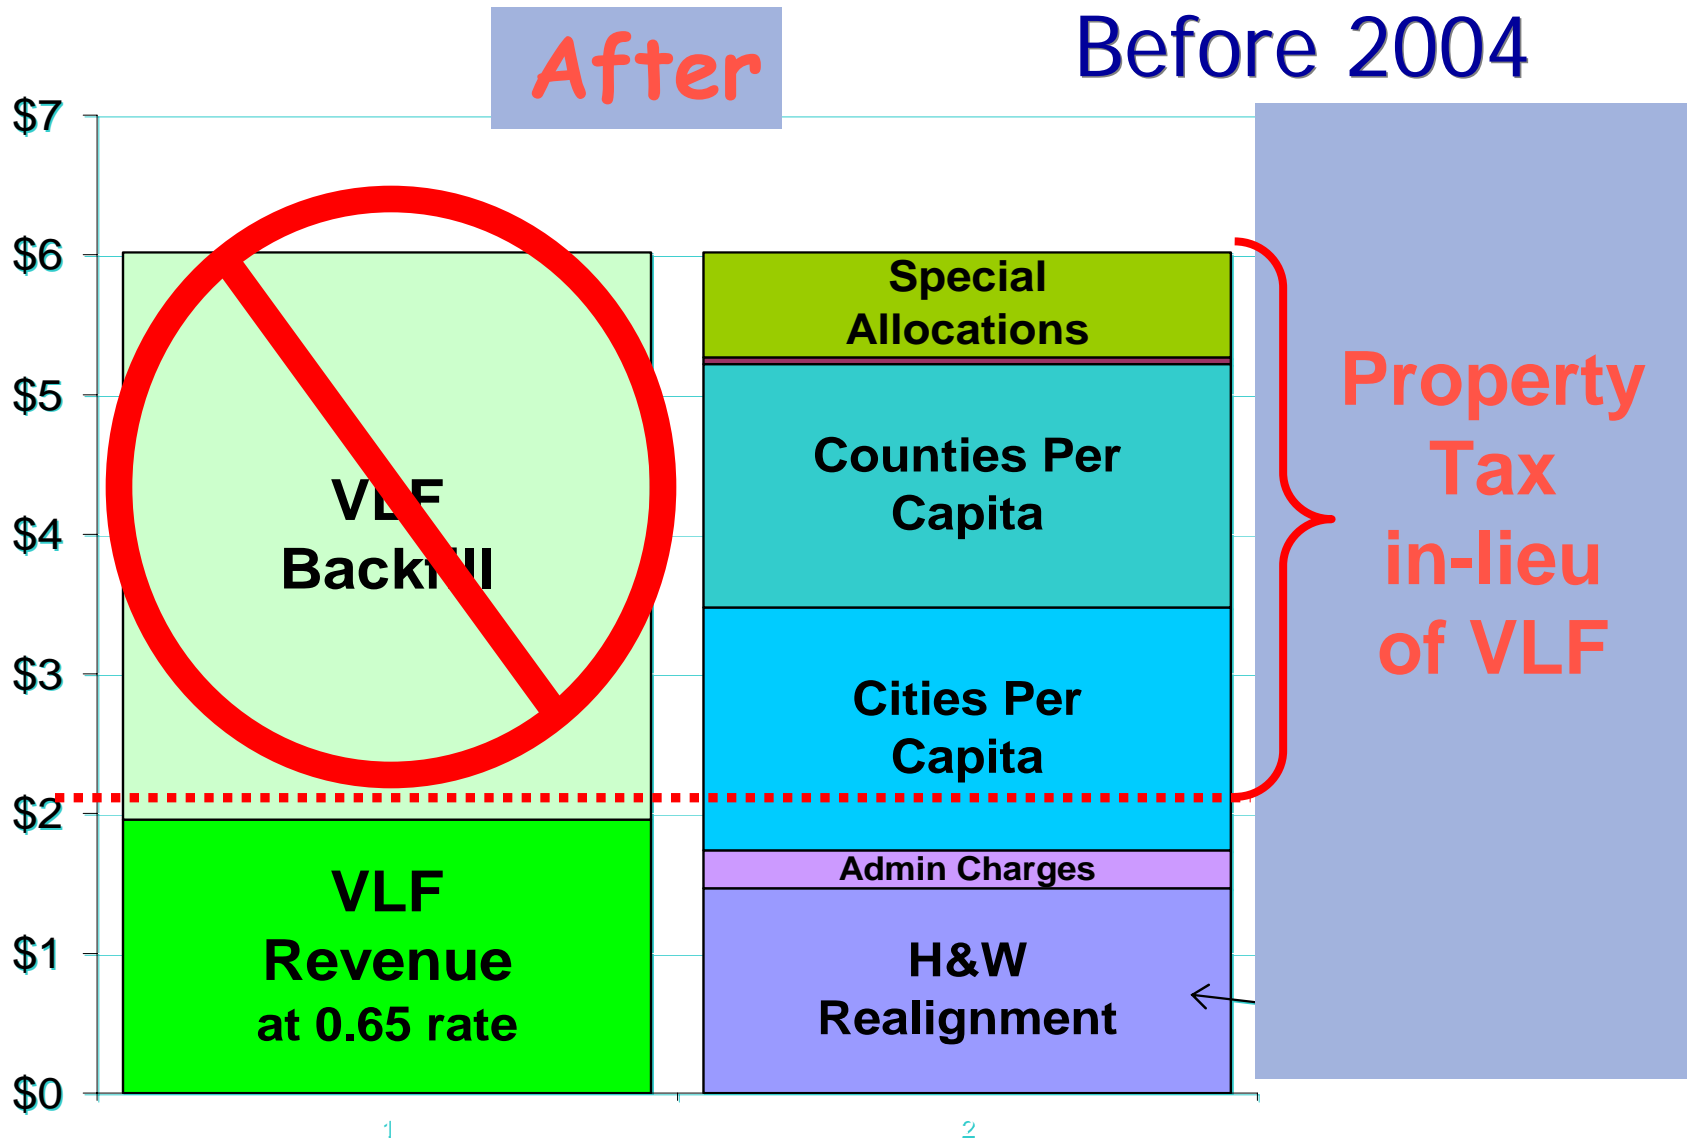 After
Before 2004
$7
$6
$5
$4
$3
$2
$1
$0
VLF
Backfill
VLF
Revenue
at 0.65 rate
Special
Allocations
Counties Per
Capita
Cities Per
Capita
Admin Charges
H&W
Realignment
Property
Tax
in-lieu
of VLF
1
2